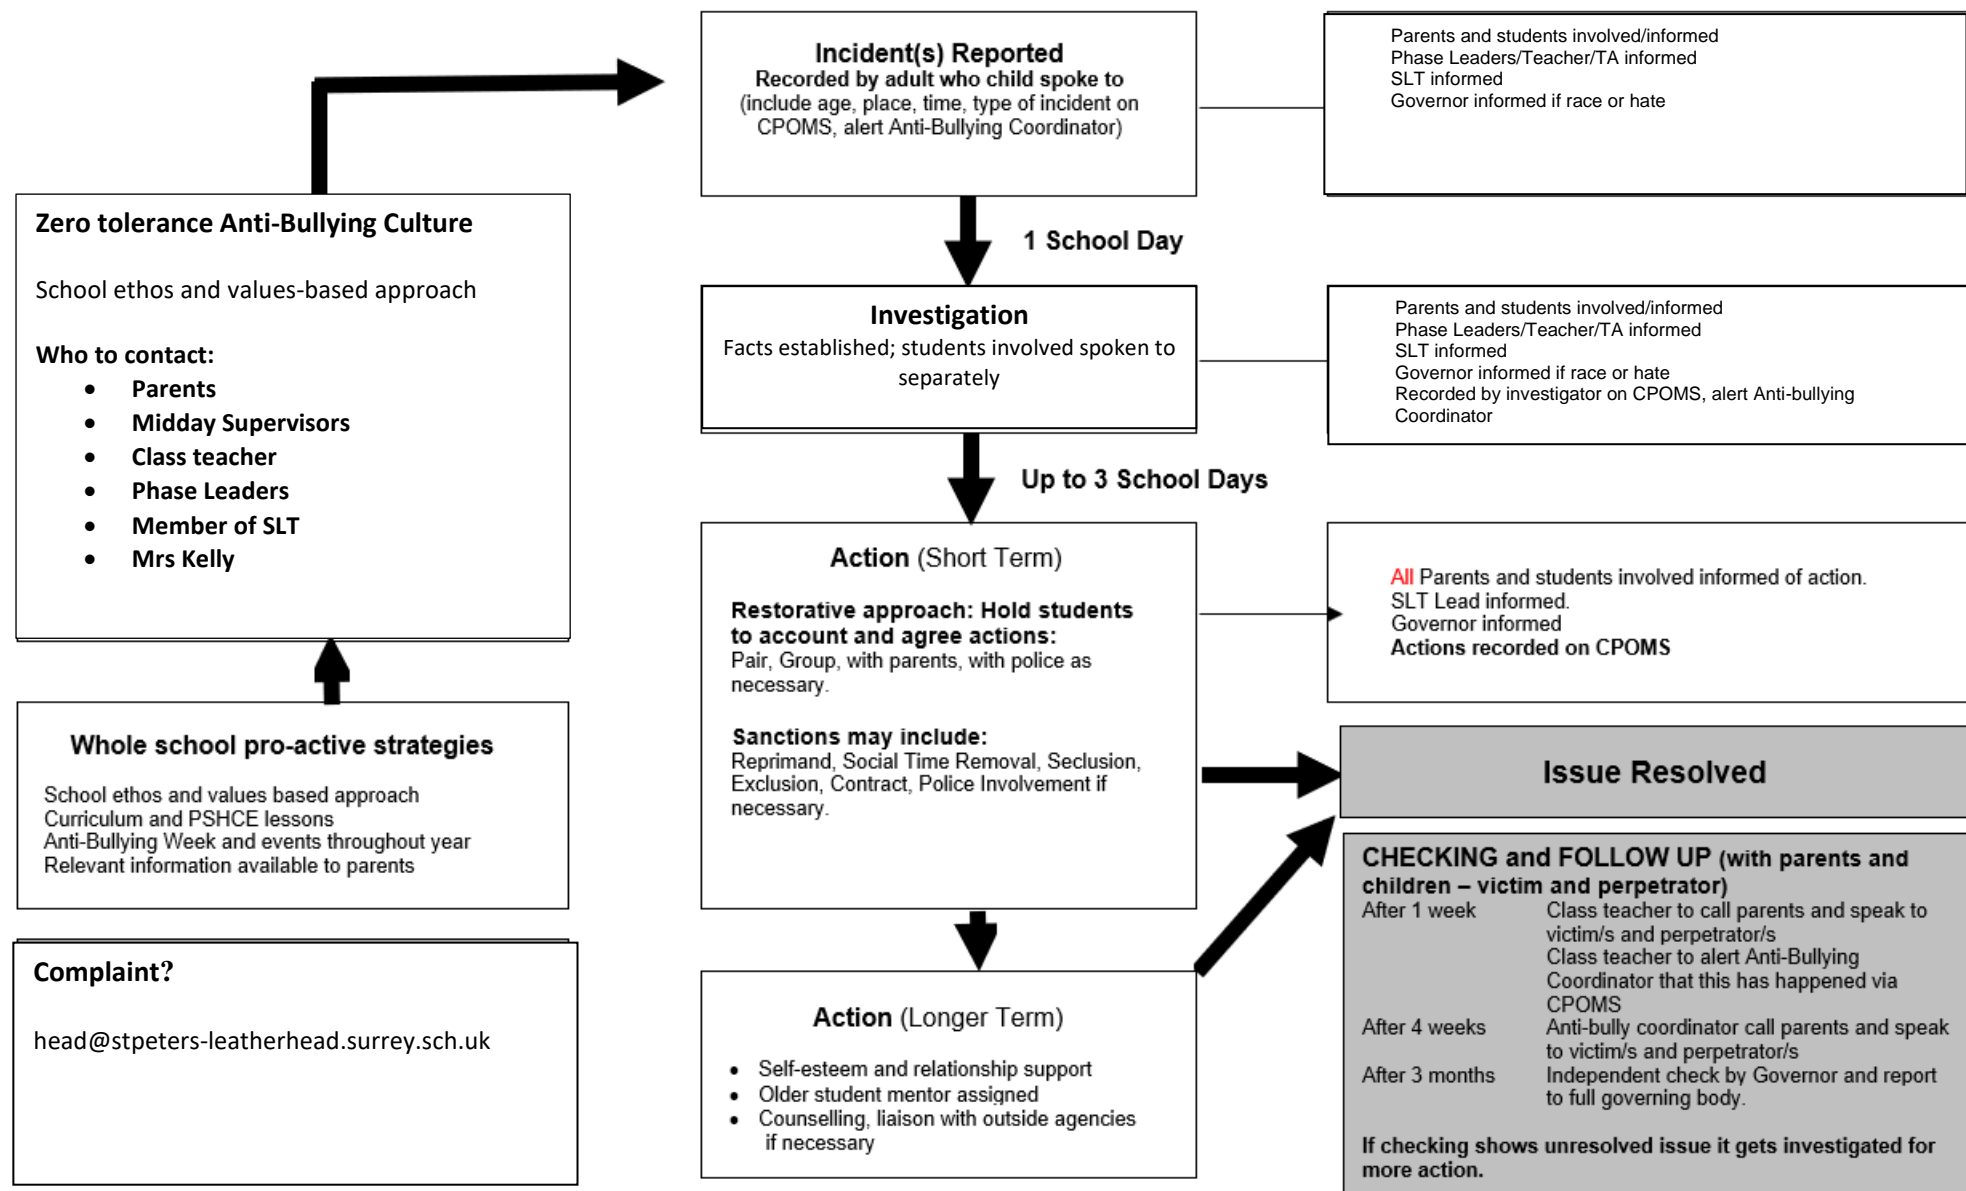 Incident(s) Reported
Recorded by adult who child spoke to
(include age, place, time, type of incident on
CPOMS, alert Anti-Bullying Coordinator)
Parents and students involved/informed
Phase Leaders/Teacher/TA informed
SLT informed
Governor informed if race or hate
Zero tolerance Anti-Bullying Culture
School ethos and values-based approach
Who to contact:
• Parents
• Midday Supervisors
• Class teacher
• Phase Leaders
• Member of SLT
• Mrs Kelly
1 School Day
Investigation
Facts established; students involved spoken to
separately
Parents and students involved/informed
Phase Leaders/Teacher/TA informed
SLT informed
Governor informed if race or hate
Recorded by investigator on CPOMS, alert Anti-bullying
Coordinator
Up to 3 School Days
Action (Short Term)
Restorative approach: Hold students
to account and agree actions:
Pair, Group, with parents, with police as
necessary.
Sanctions may include:
Reprimand, Social Time Removal, Seclusion,
Exclusion, Contract, Police Involvement if
necessary.
All Parents and students involved informed of action.
SLT Lead informed.
Governor informed
Actions recorded on CPOMS
Whole school pro-active strategies
School ethos and values based approach
Curriculum and PSHCE lessons
Anti-Bullying Week and events throughout year
Relevant information available to parents
Issue Resolved
Complaint?
head@stpeters-leatherhead.surrey.sch.uk
Action (Longer Term)
• Self-esteem and relationship support
• Older student mentor assigned
• Counselling, liaison with outside agencies
if necessary
CHECKING and FOLLOW UP (with parents and
children – victim and perpetrator)
After 1 week Class teacher to call parents and speak to
victim/s and perpetrator/s
Class teacher to alert Anti-Bullying
Coordinator that this has happened via
CPOMS
After 4 weeks Anti-bully coordinator call parents and speak
to victim/s and perpetrator/s
After 3 months Independent check by Governor and report
to full governing body.
If checking shows unresolved issue it gets investigated for
more action.